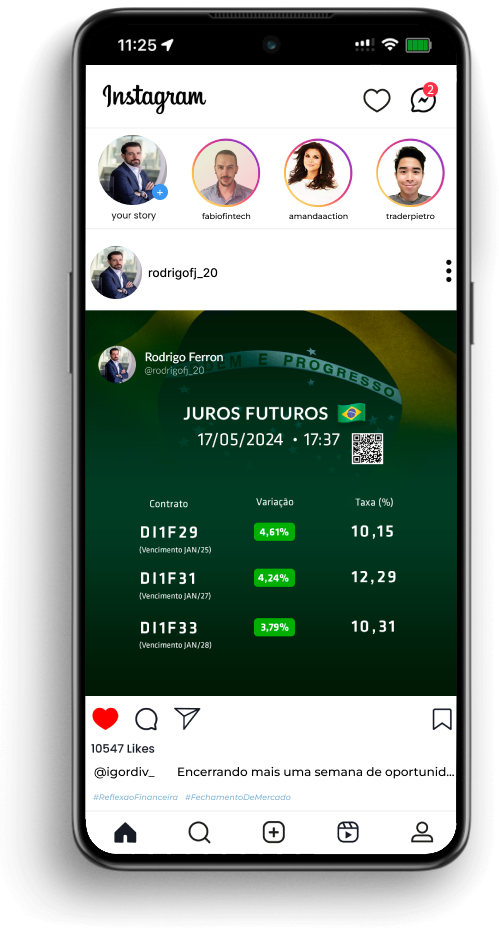 11:25
Instagram
2
your story
fabiofintech
amandaaction
traderpietro
rodrigofj_20
EM E PROGRESSO
Rodrigo Ferron
@rodrigofj_20
JUROS FUTUROS
17/05/2024 • 17:37
Contrato Variação Taxa (%)
DI1F29 4,61% 10,15
(Vencimento JAN/25)
DI1F31 4,24% 12,29
(Vencimento JAN/27)
DI1F33 3,79% 10,31
(Vencimento JAN/28)
10547 Likes
@igordiv_ Encerrando mais uma semana de oportunid...
#ReflexaoFinanceira #FechamentoDeMercado